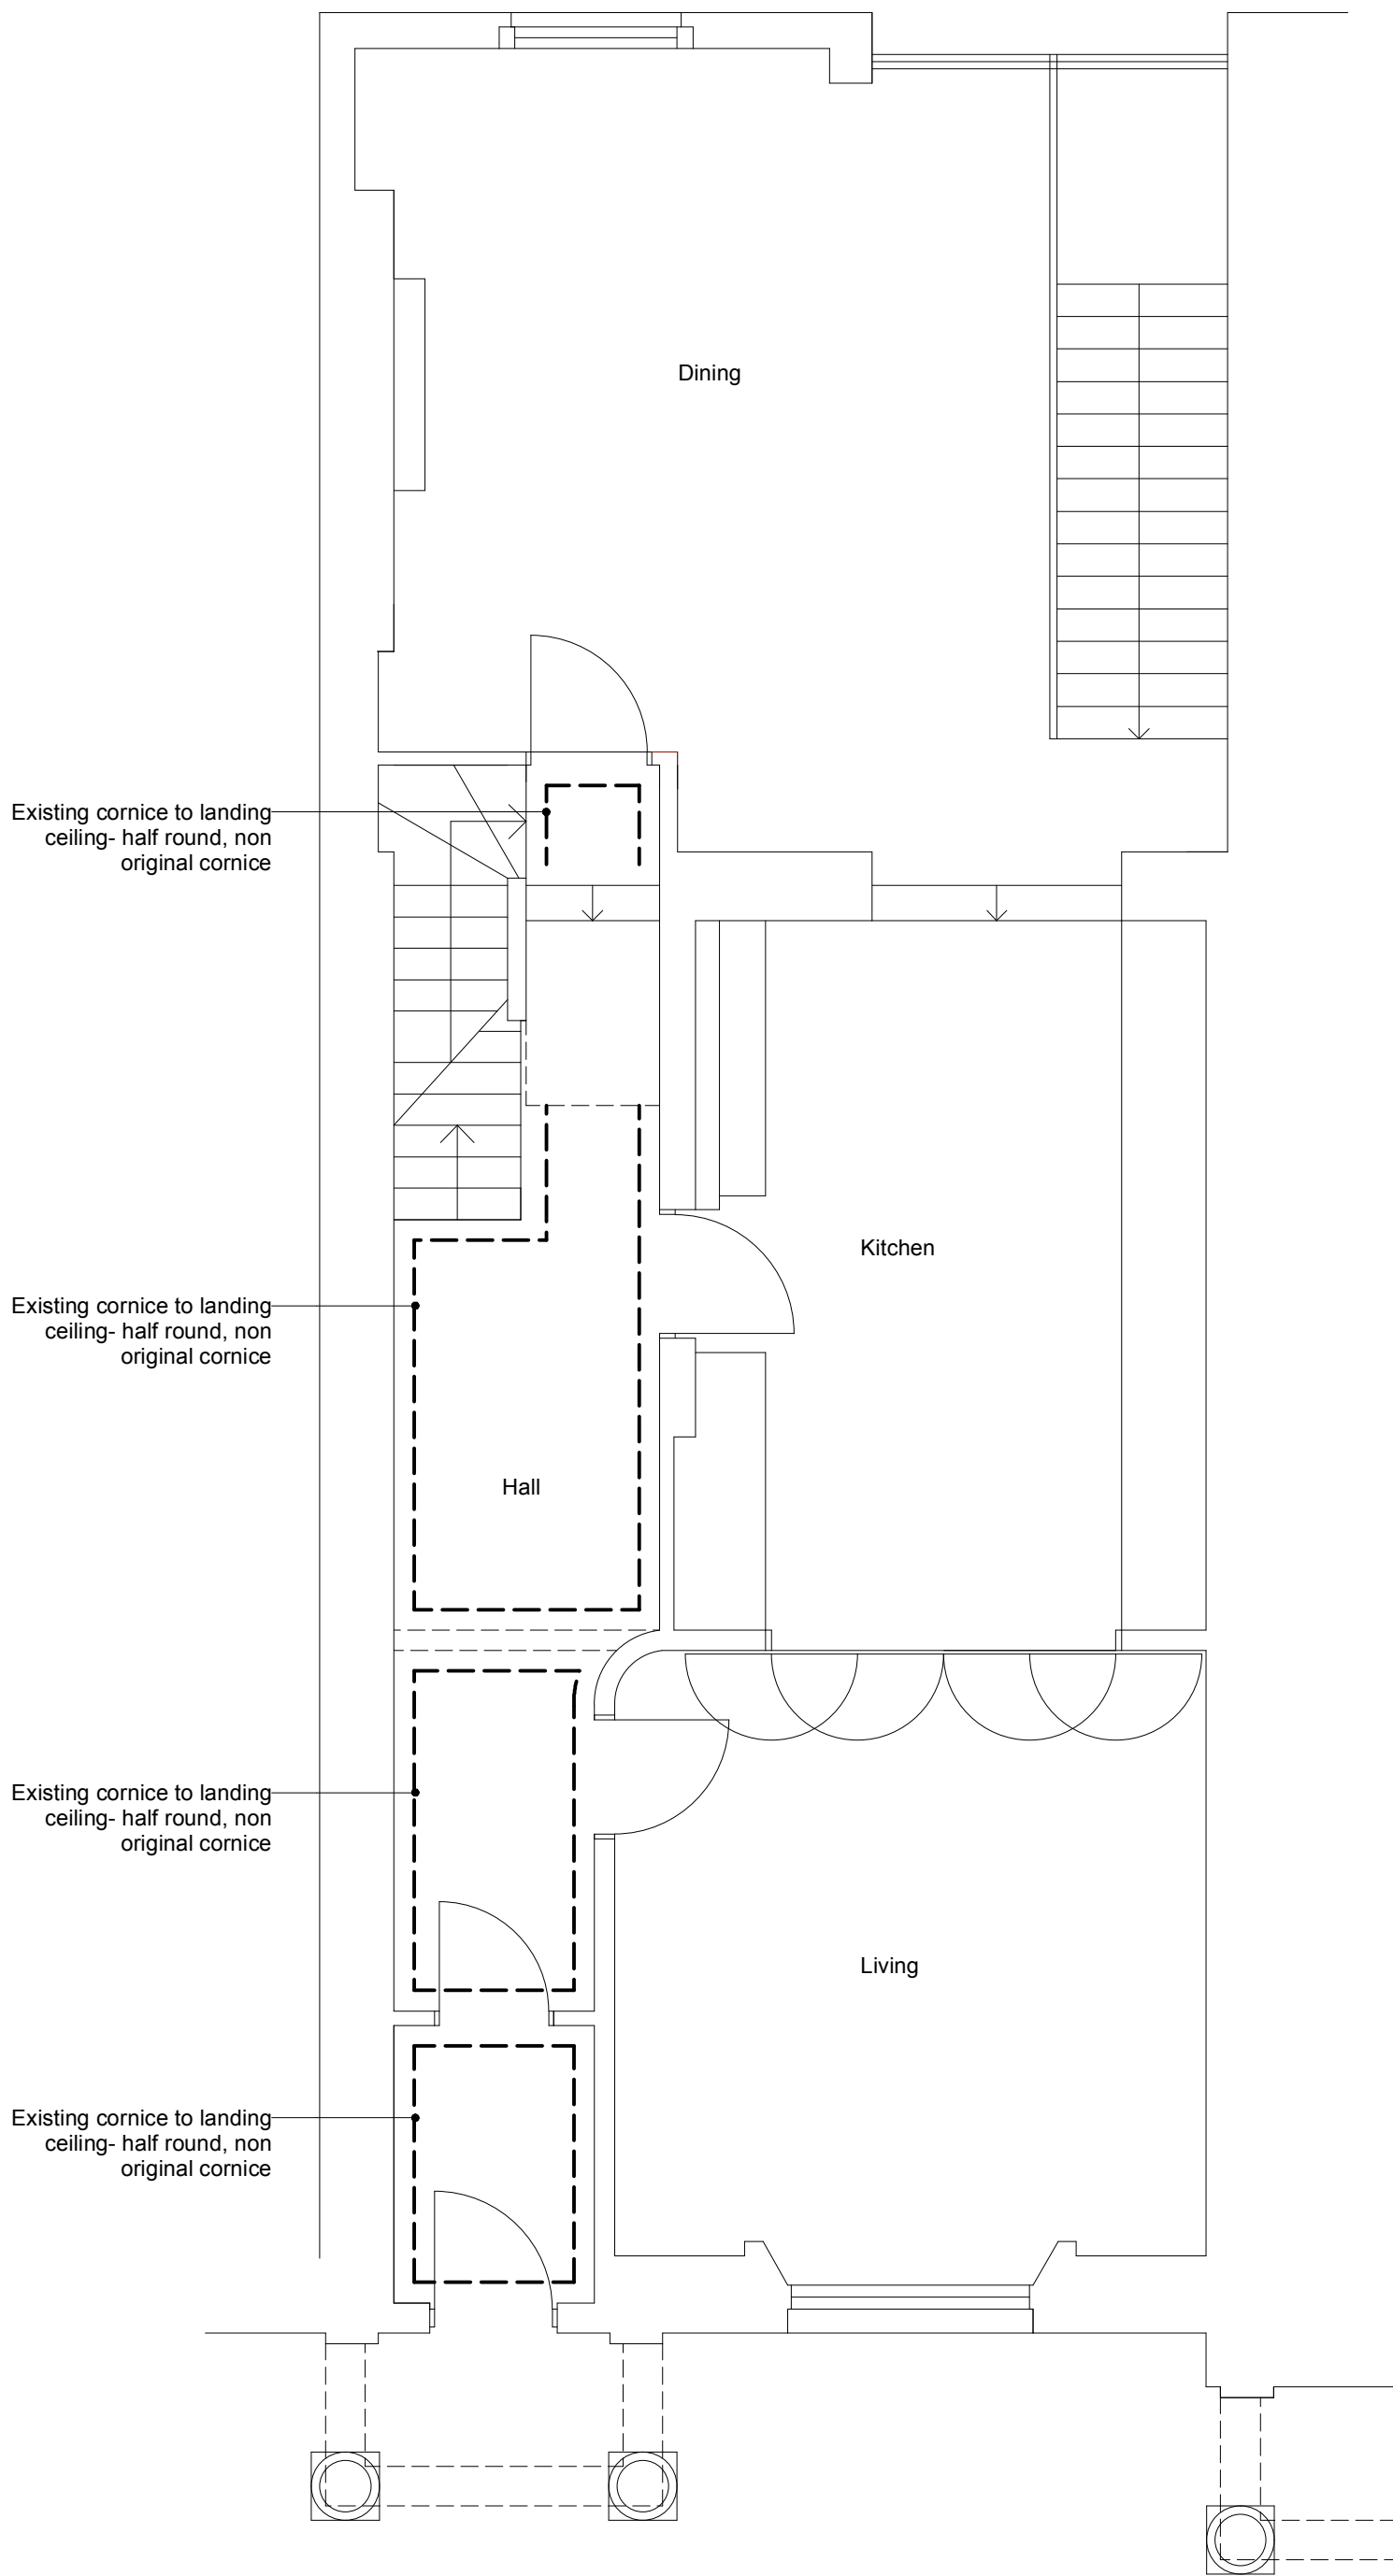 Dining
Existing cornice to landing
ceiling- half round, non
original cornice
Kitchen
Existing cornice to landing
ceiling- half round, non
original cornice
Hall
Existing cornice to landing
ceiling- half round, non
original cornice
Living
Existing cornice to landing
ceiling- half round, non
original cornice